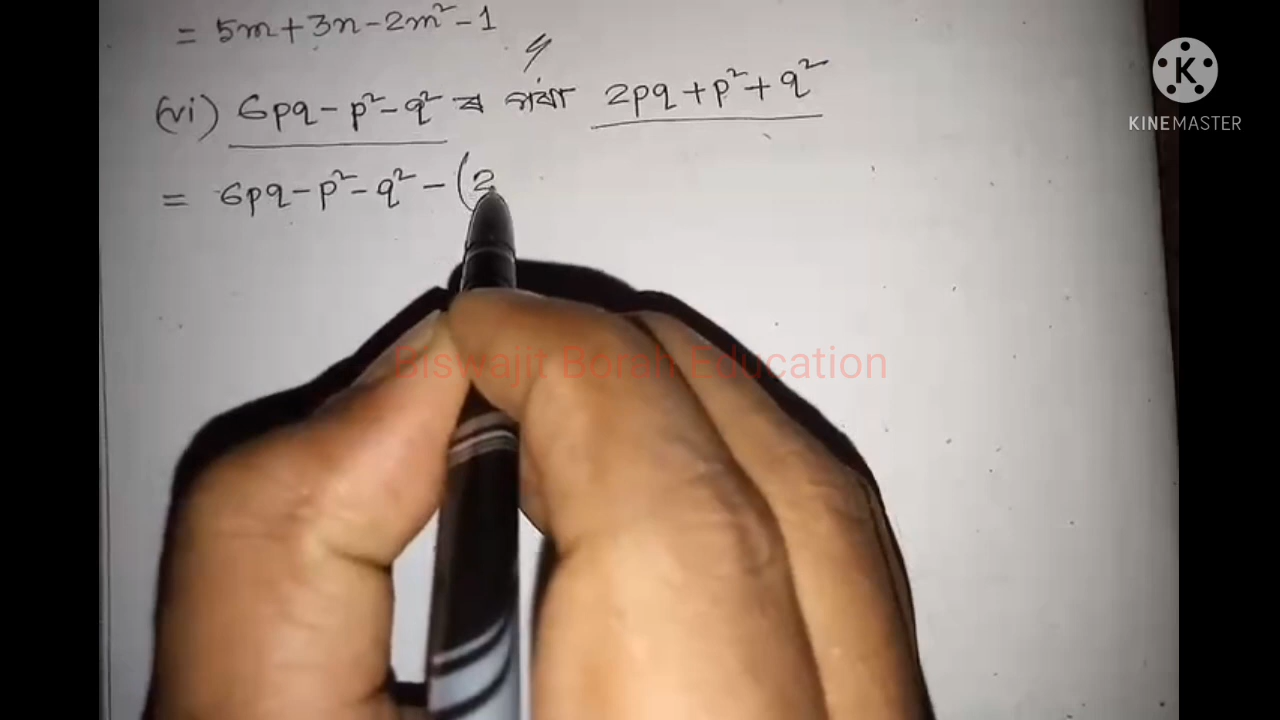 = 5m+3n-2m²-1
(vi) 6pq-p²-q² ৰ পৰা 2pq+p²+q²
= 6pq-p²-q²-(2
K
KINEMASTER
Biswajit Borah Education